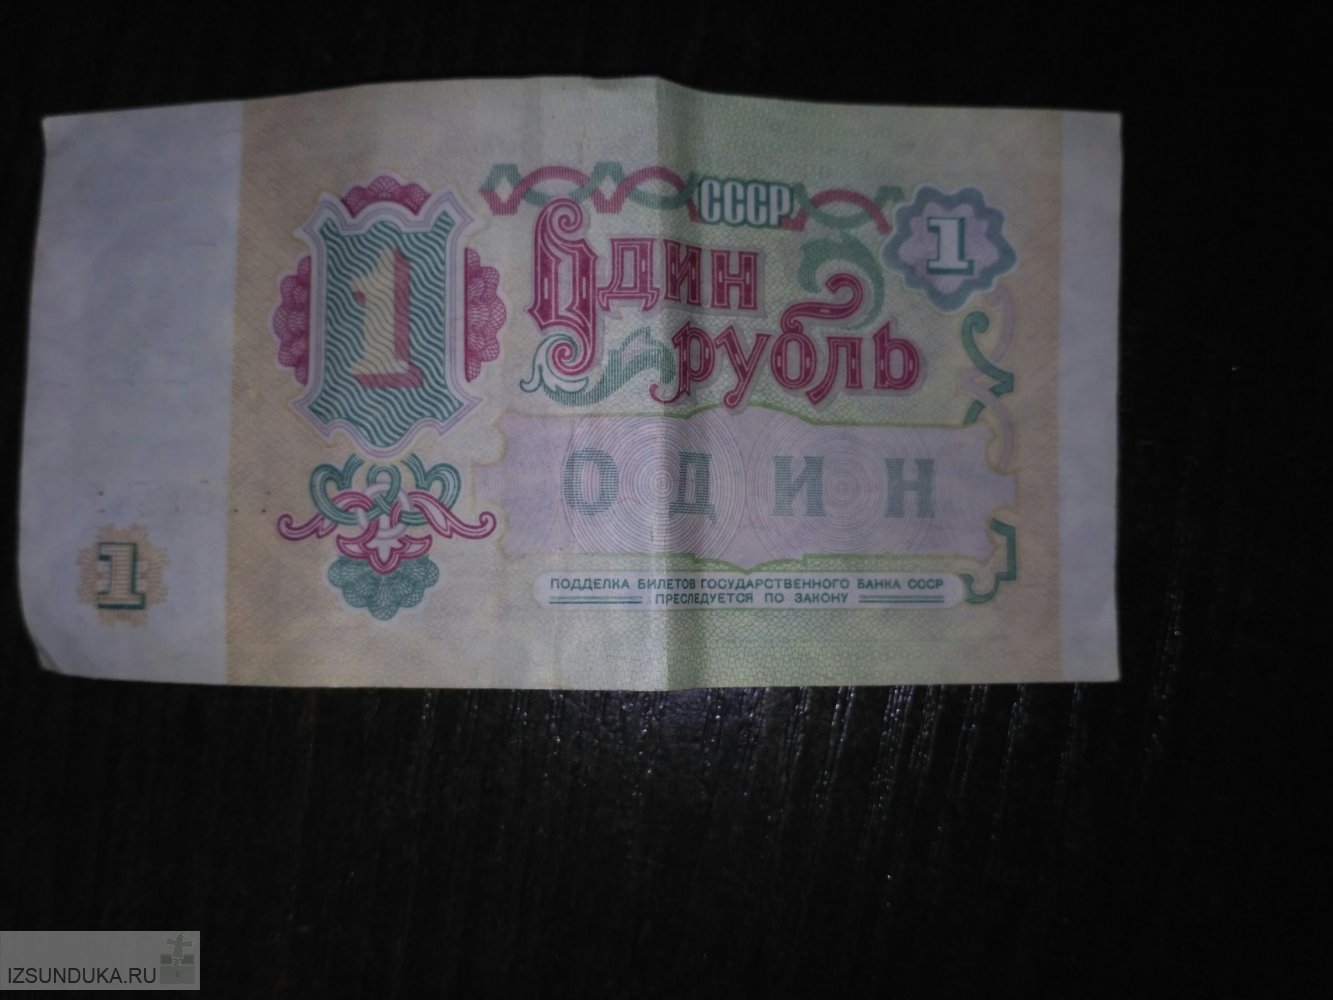 СССР
1
Один
1
рубль
ОДИН
1
ПОДДЕЛКА БИЛЕТОВ ГОСУДАРСТВЕННОГО БАНКА СССР
ПРЕСЛЕДУЕТСЯ ПО ЗАКОНУ
IZSUNDUKA.RU